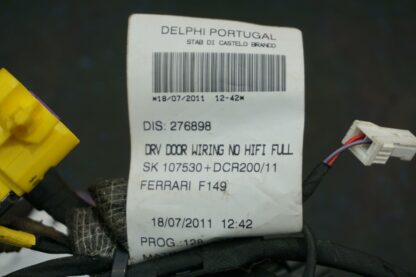 DELPHI PORTUGAL
STAB DI CASTELO BRANCO
*18/07/2011 12-42*
DIS: 276898
DRV DOOR WIRING NO HIFI FULL
SK 107530+DCR200/11
FERRARI F149
18/07/2011 12:42
PROG :128